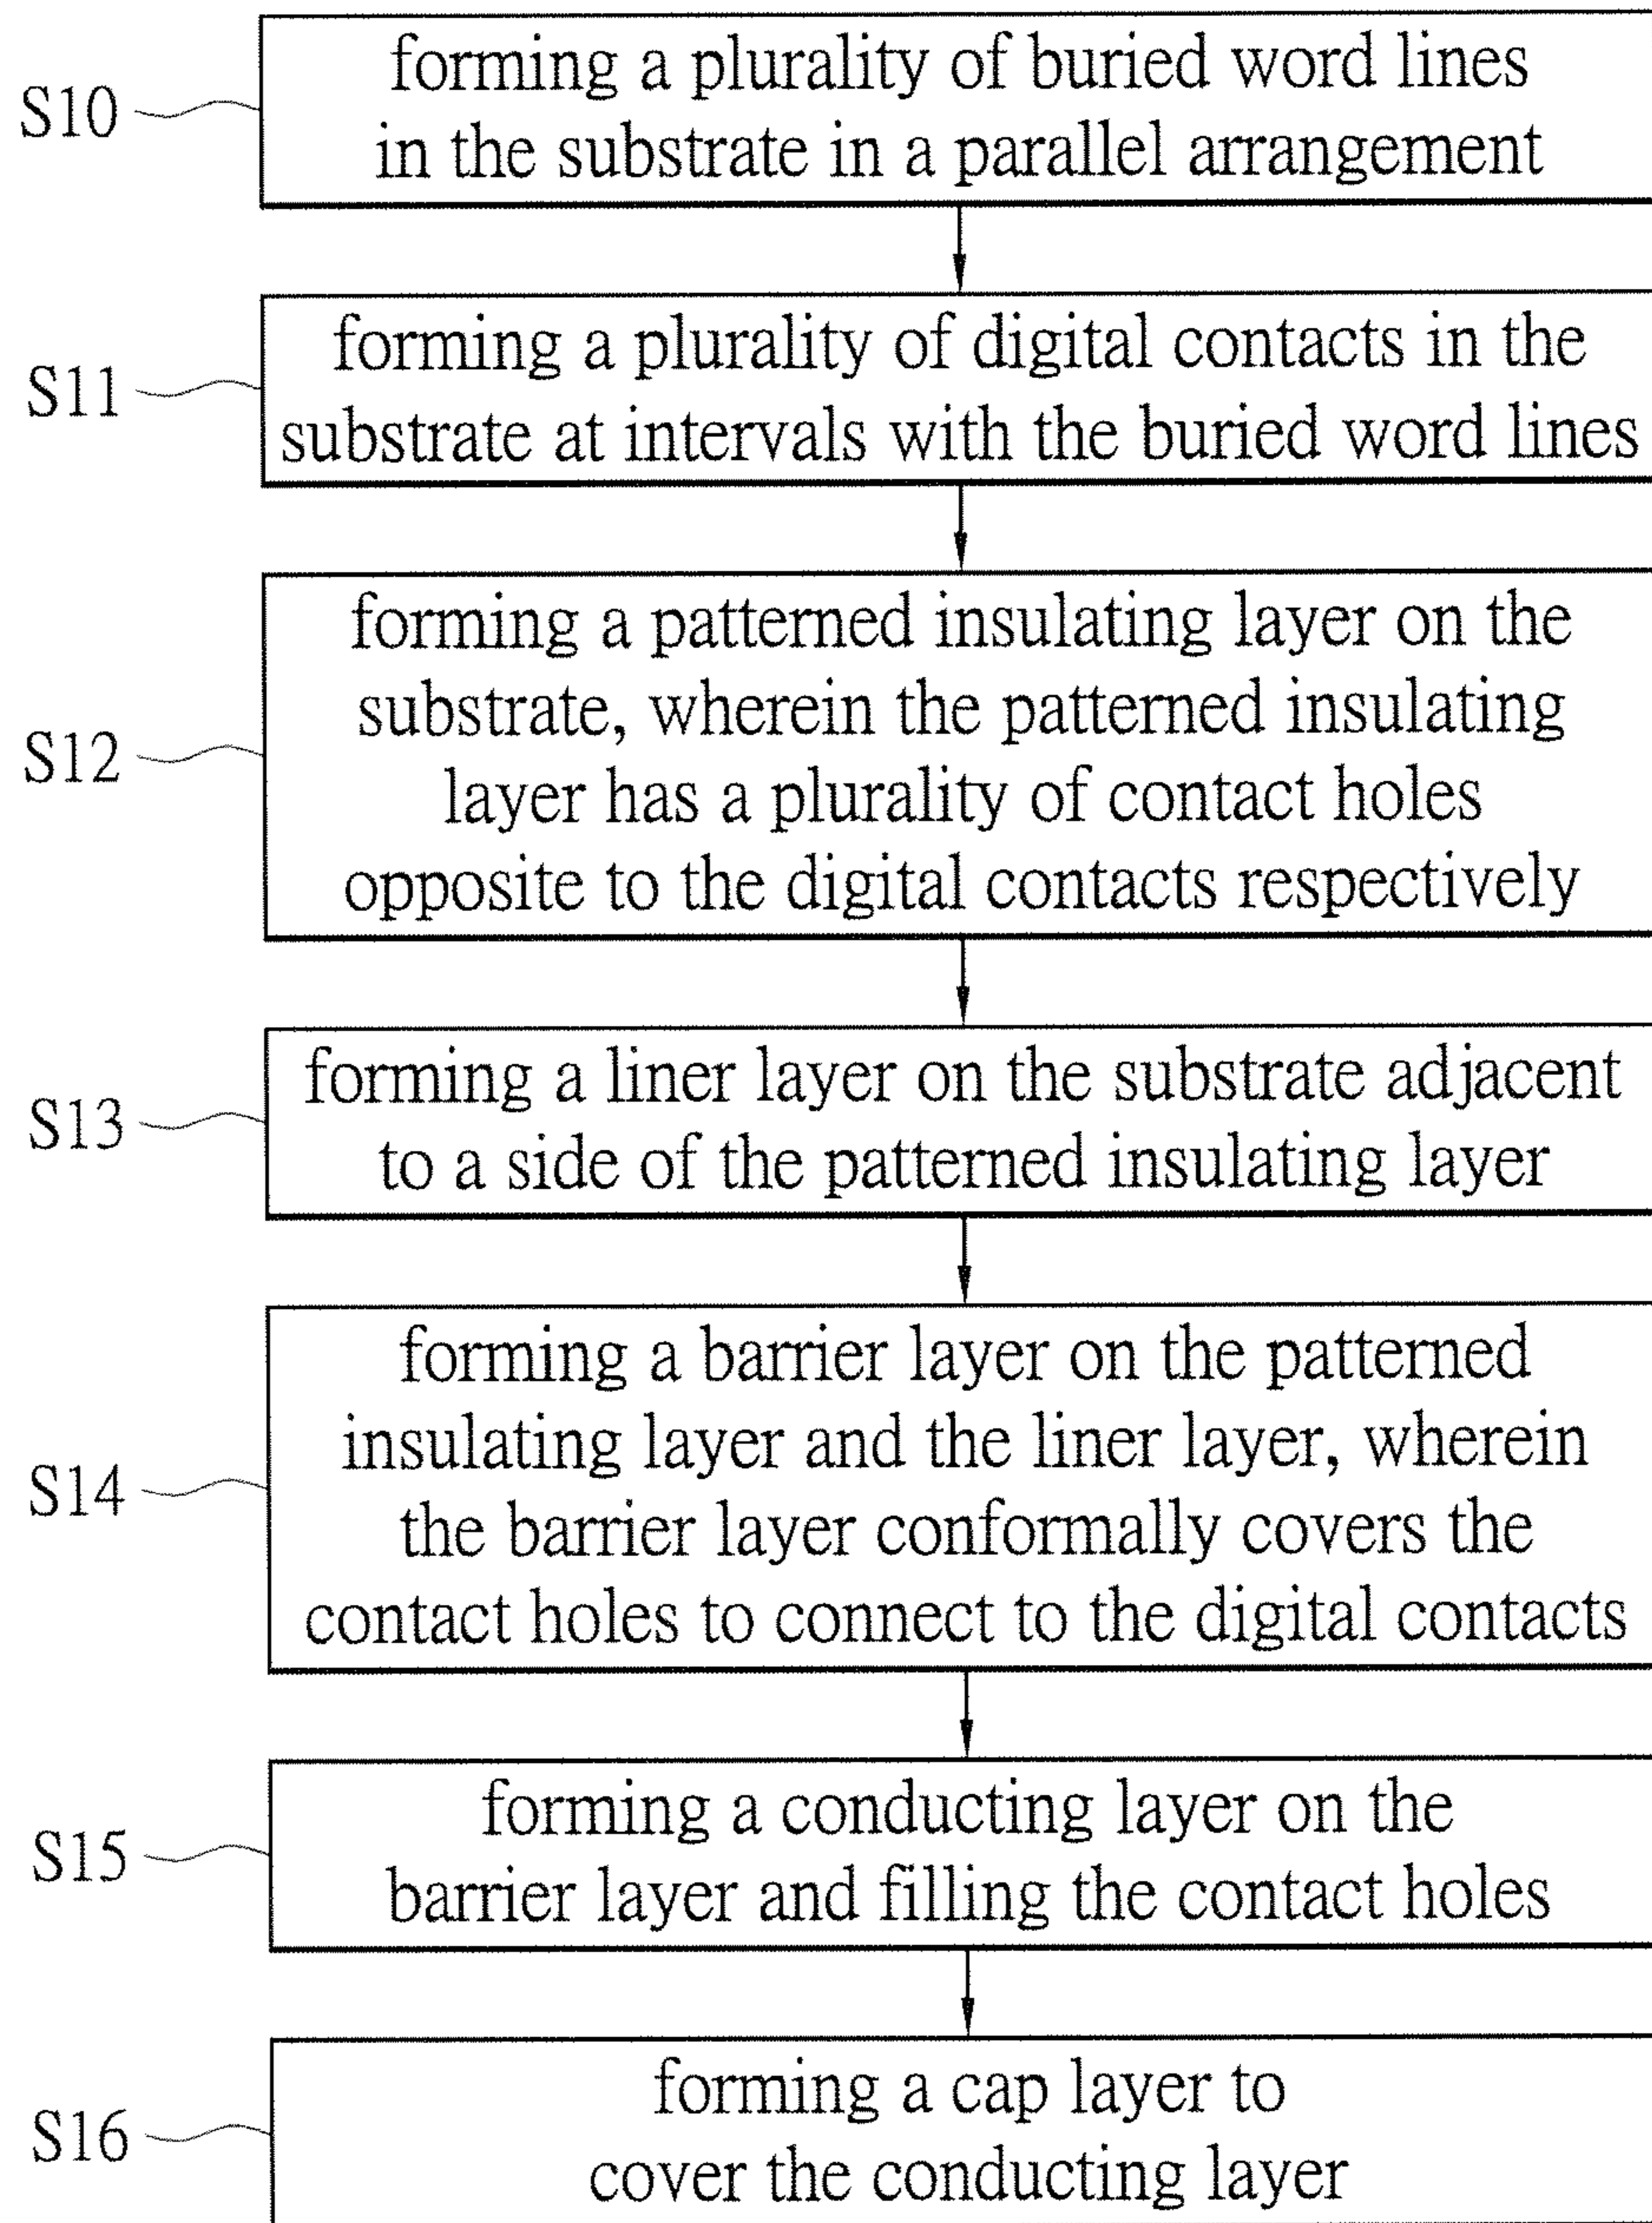 forming a plurality of buried word lines
S10
in the substrate in a parallel arrangement
forming a plurality of digital contacts in the
S11
substrate at intervals with the buried word lines
forming a patterned insulating layer on the
substrate, wherein the patterned insulating
S12
layer has a plurality of contact holes
opposite to the digital contacts respectively
forming a liner layer on the substrate adjacent
S13
to a side of the patterned insulating layer
forming a barrier layer on the patterned
insulating layer and the liner layer, wherein
S14
the barrier layer conformally covers the
contact holes to connect to the digital contacts
forming a conducting layer on the
S15
barrier layer and filling the contact holes
forming a cap layer to
S16
cover the conducting layer